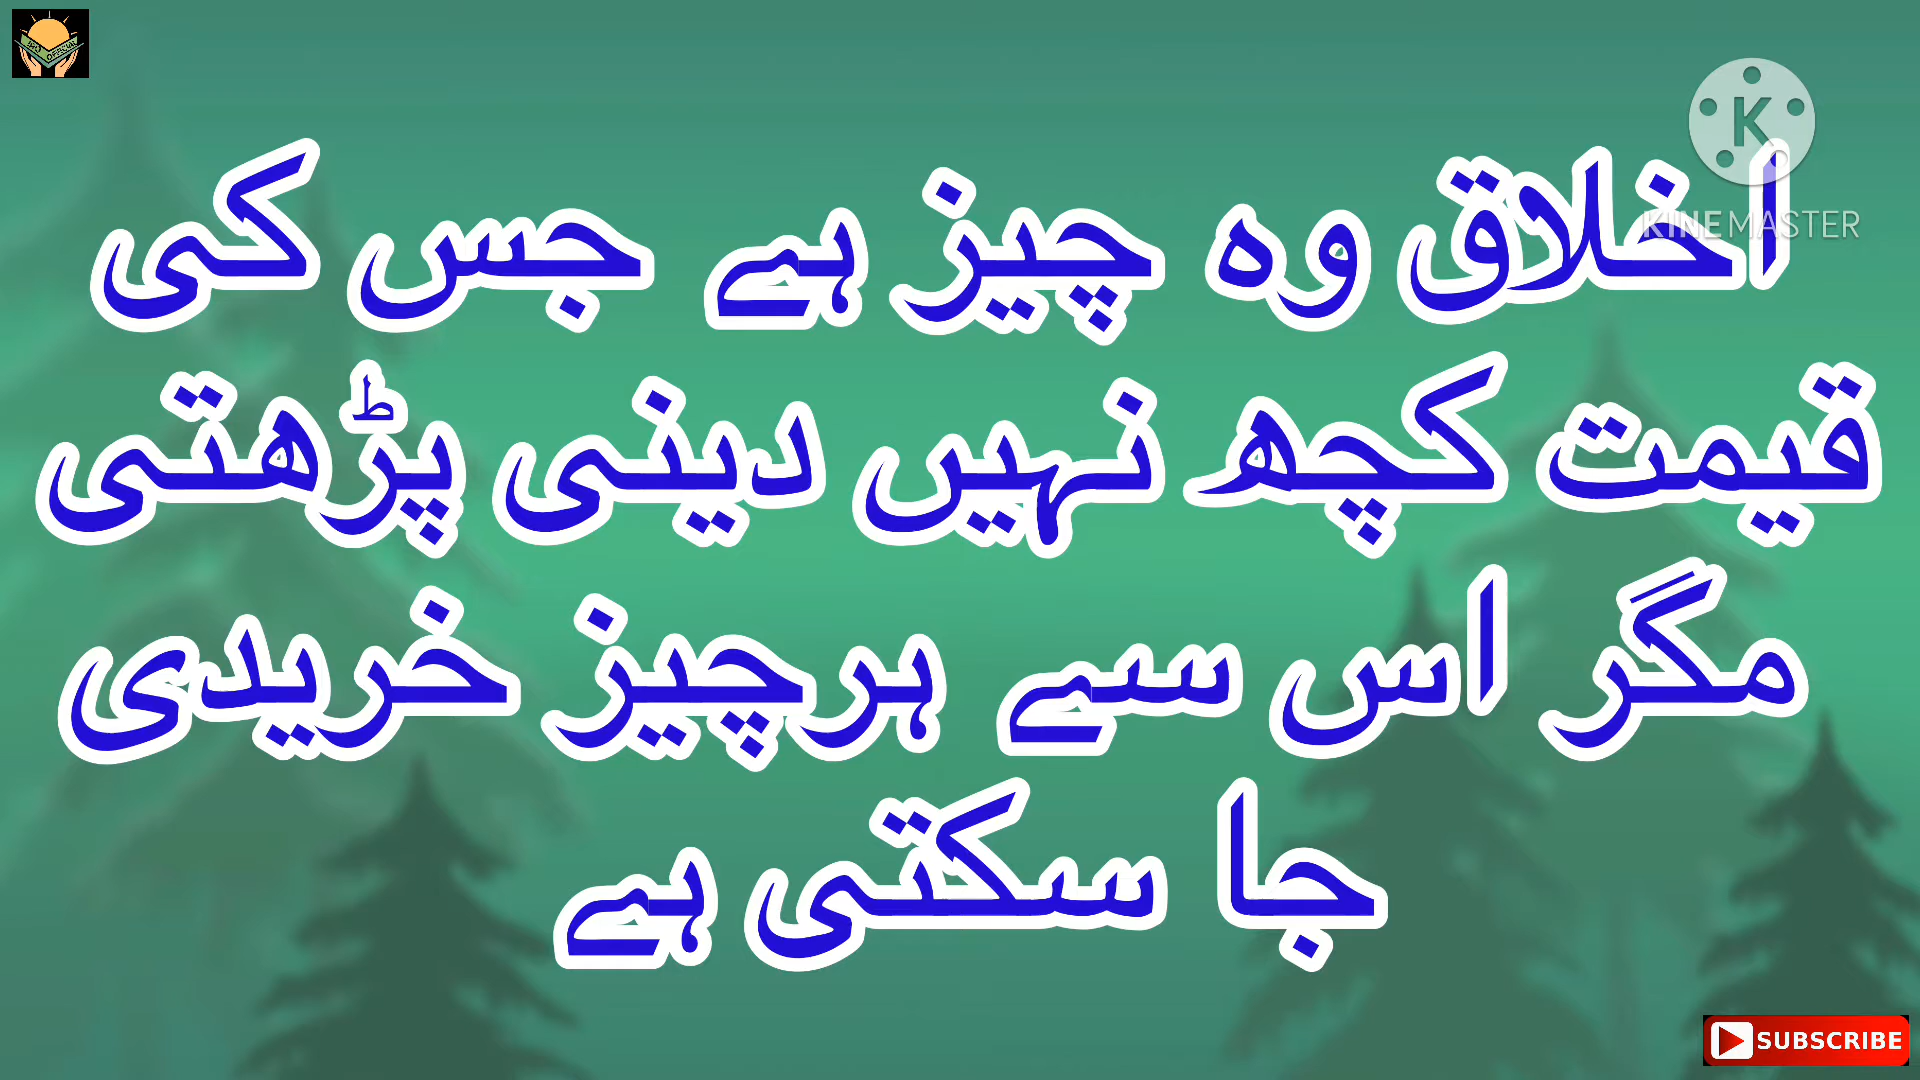 اخلاق وہ چیز ہے جس کی
قیمت کچھ نہیں دینی پڑھتی
مگر اس سے ہرچیز خریدی
جا سکتی ہے
KINEMASTER
SUBSCRIBE